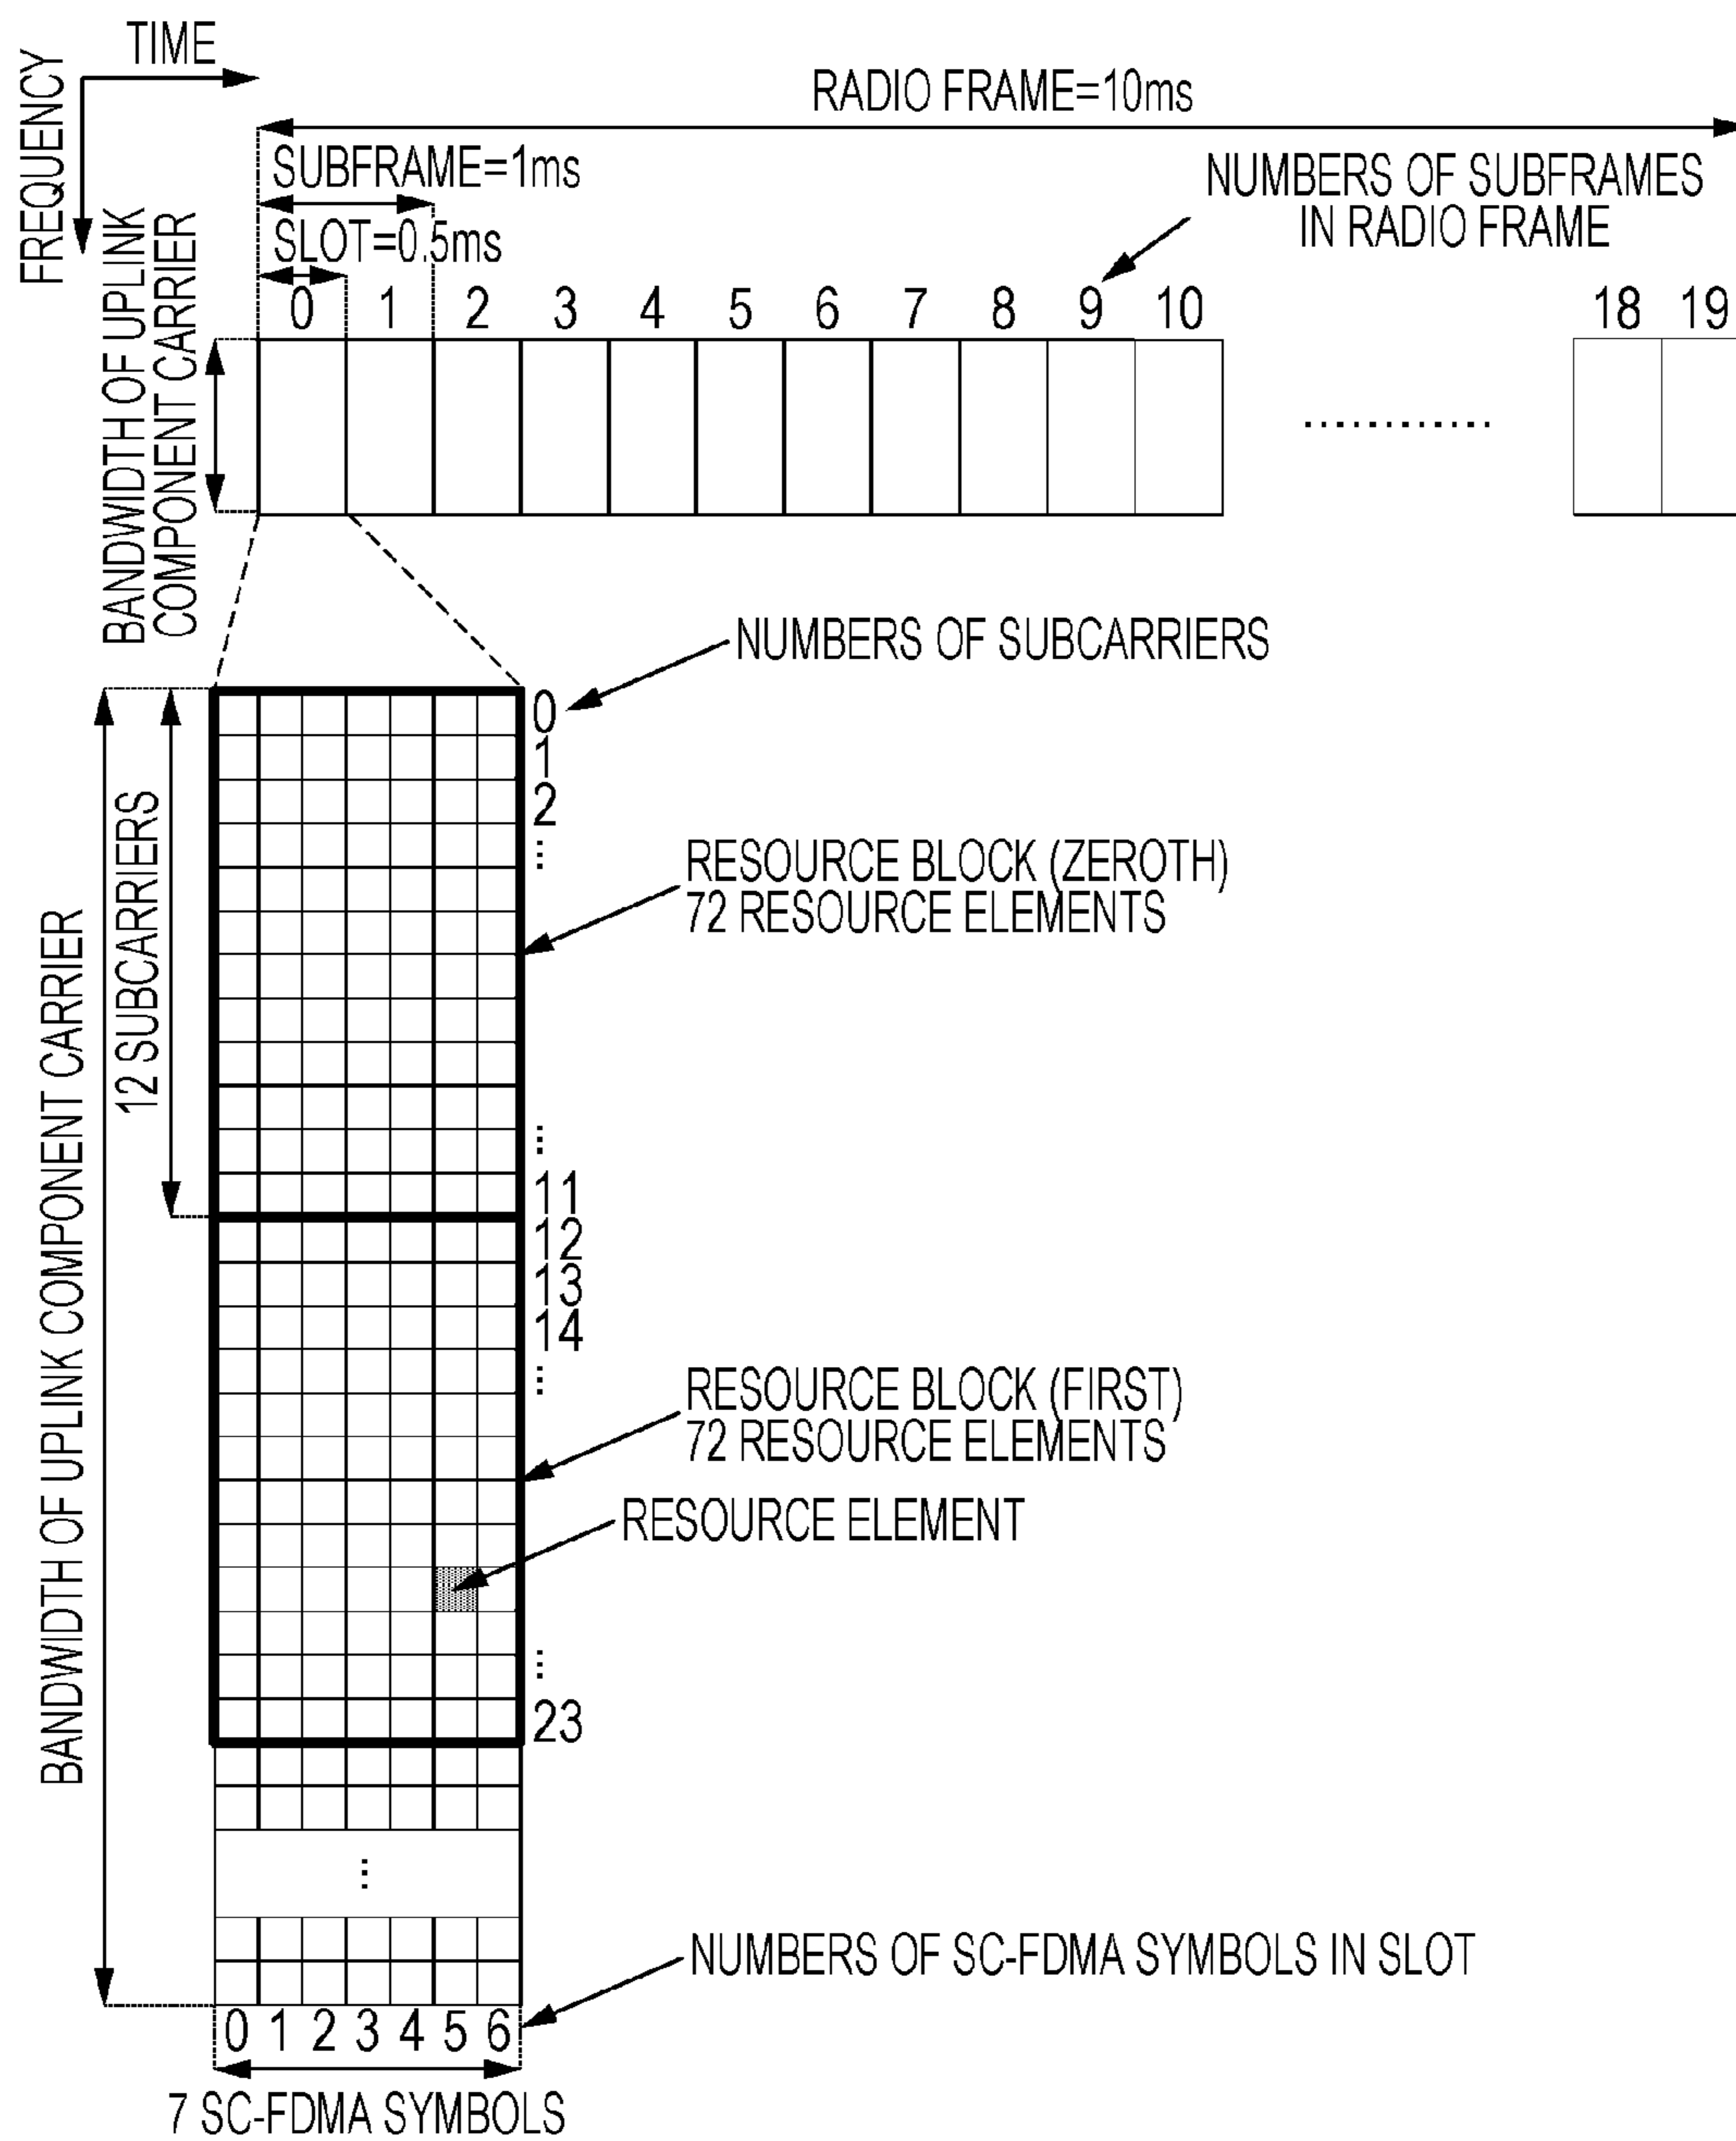 TIME
FREQUENCY
RADIO FRAME=10ms
SUBFRAME=1ms
NUMBERS OF SUBFRAMES
IN RADIO FRAME
SLOT=0.5ms
BANDWIDTH OF UPLINK
COMPONENT CARRIER
0 1 2 3 4 5 6 7 8 9 10 ............ 18 19
NUMBERS OF SUBCARRIERS
0
1
2
...
RESOURCE BLOCK (ZEROTH)
72 RESOURCE ELEMENTS
12 SUBCARRIERS
BANDWIDTH OF UPLINK COMPONENT CARRIER
...
11
12
13
14
...
RESOURCE BLOCK (FIRST)
72 RESOURCE ELEMENTS
RESOURCE ELEMENT
...
23
...
NUMBERS OF SC-FDMA SYMBOLS IN SLOT
0 1 2 3 4 5 6
7 SC-FDMA SYMBOLS